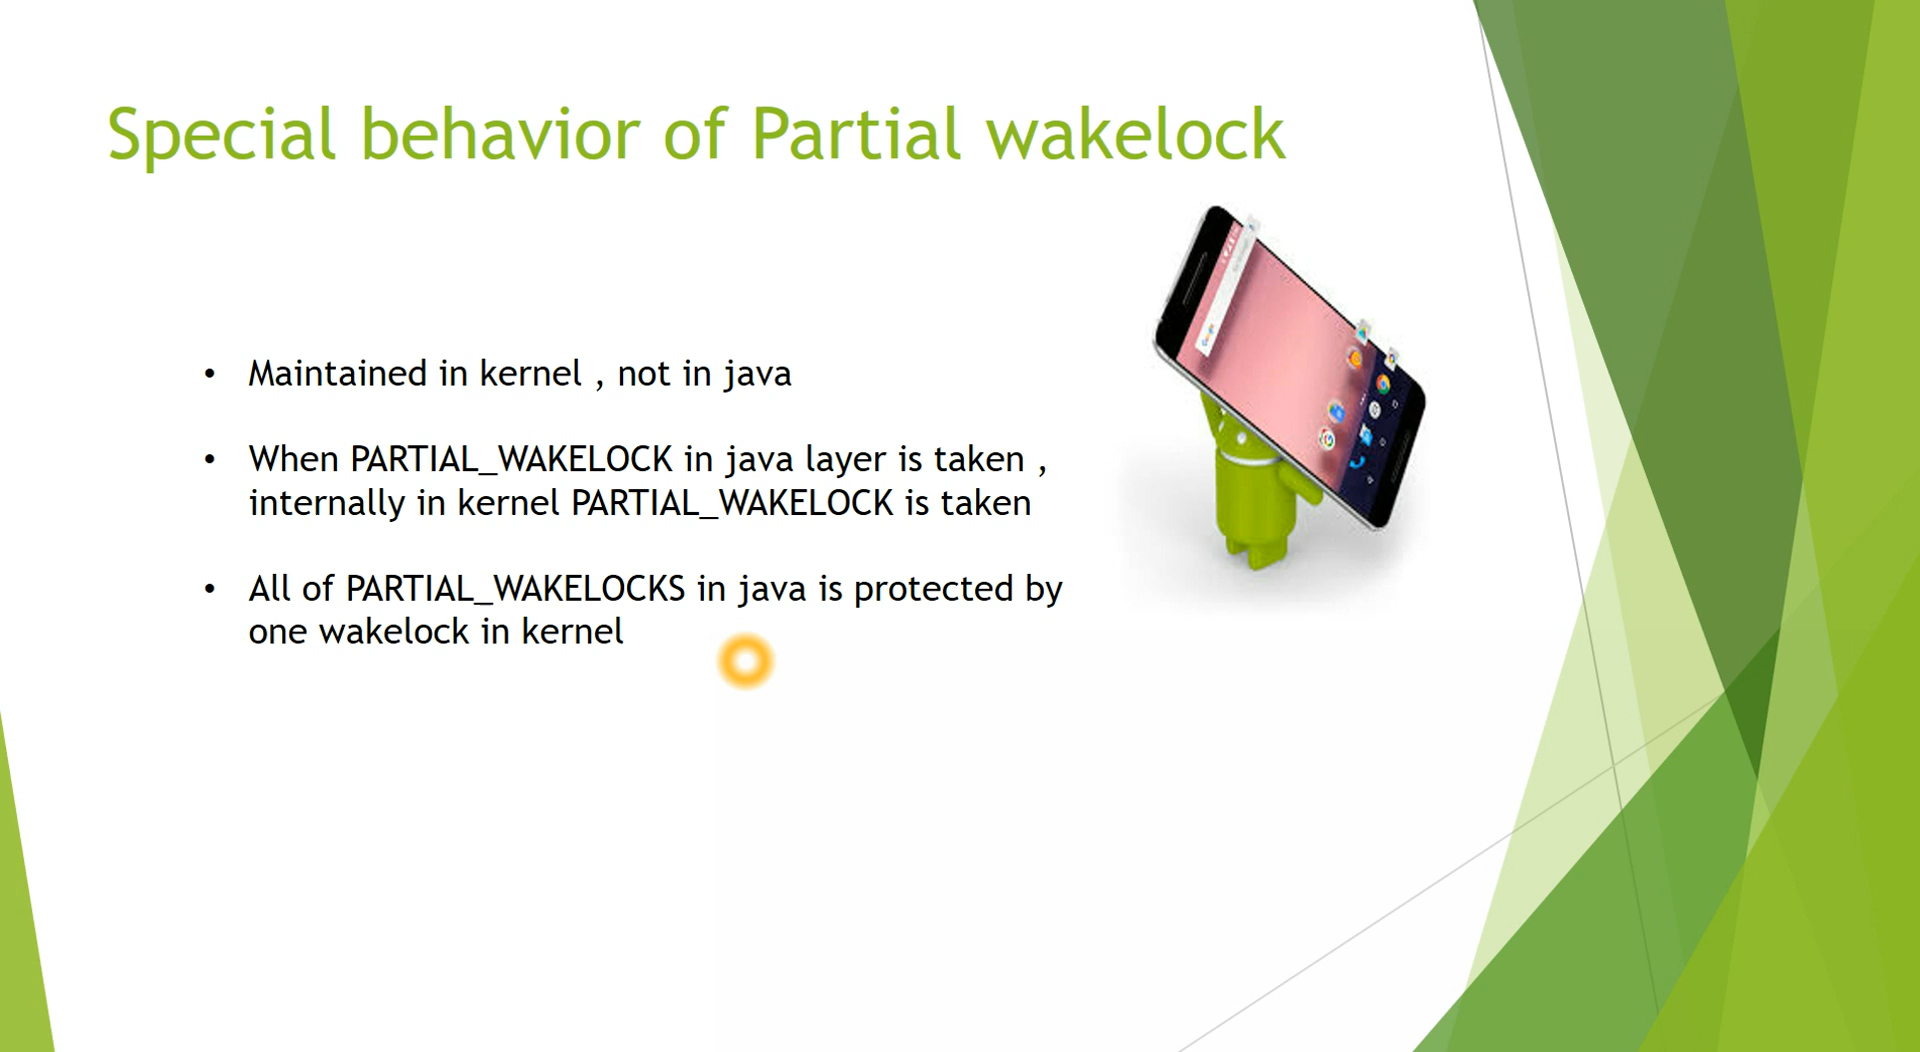 Special behavior of Partial wakelock
• Maintained in kernel , not in java
• When PARTIAL_WAKELOCK in java layer is taken ,
internally in kernel PARTIAL_WAKELOCK is taken
• All of PARTIAL_WAKELOCKS in java is protected by
one wakelock in kernel
Google